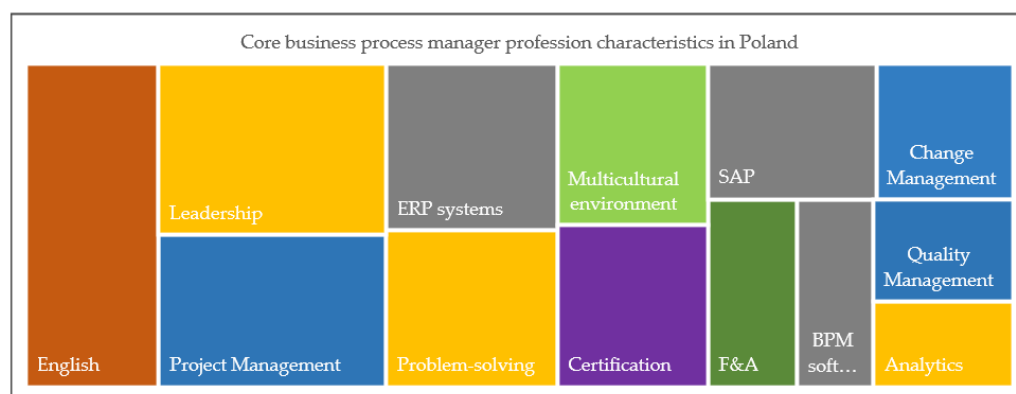 Core business process manager profession characteristics in Poland
English
Leadership
Project Management
ERP systems
Problem-solving
Multicultural
environment
Certification
SAP
F&A
BPM
soft...
Change
Management
Quality
Management
Analytics